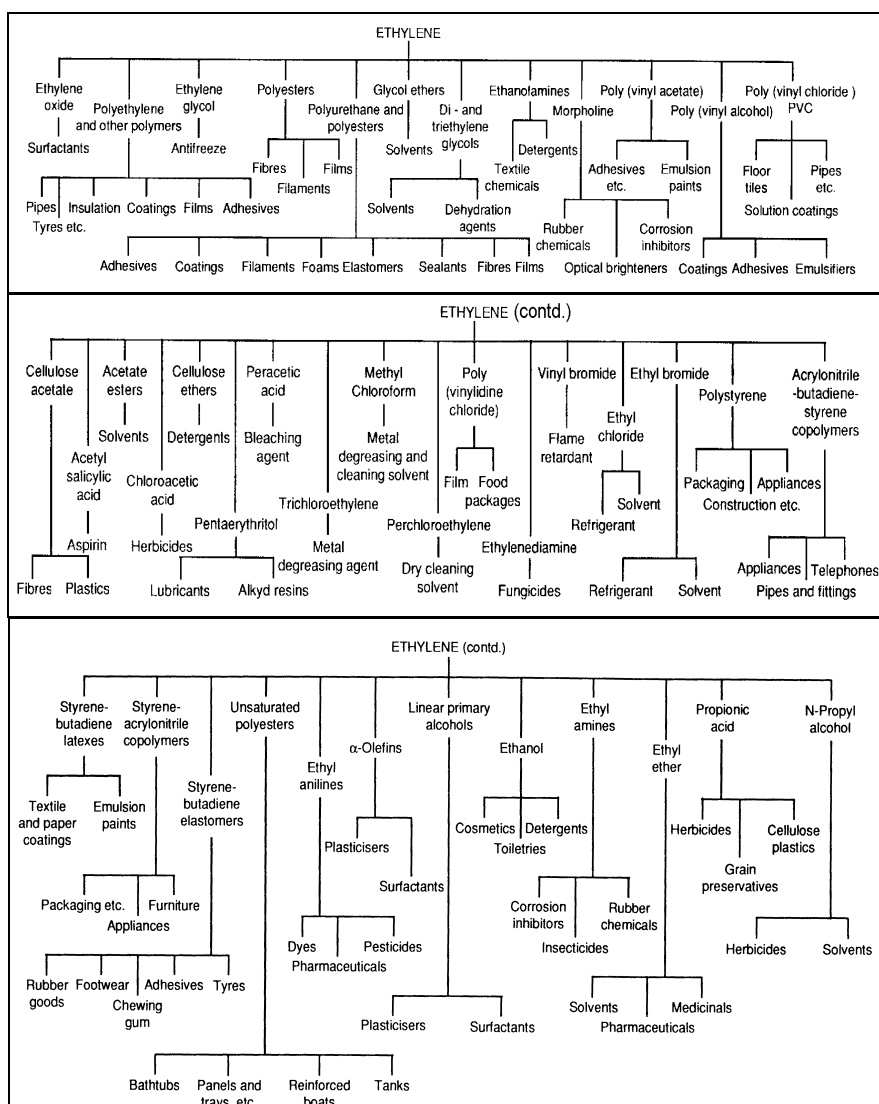 ETHYLENE
Ethylene oxide
Surfactants
Polyethylene and other polymers
Pipes
Tyres etc.
Insulation
Coatings
Films
Adhesives
Ethylene glycol
Antifreeze
Polyesters
Fibres
Filaments
Films
Polyurethane and polyesters
Adhesives
Coatings
Filaments
Foams
Elastomers
Sealants
Fibres
Films
Glycol ethers
Solvents
Di - and triethylene glycols
Solvents
Dehydration agents
Ethanolamines
Textile chemicals
Detergents
Morpholine
Rubber chemicals
Optical brighteners
Corrosion inhibitors
Poly (vinyl acetate)
Adhesives etc.
Emulsion paints
Poly (vinyl alcohol)
Coatings
Adhesives
Emulsifiers
Poly (vinyl chloride ) PVC
Floor tiles
Solution coatings
Pipes etc.
ETHYLENE (contd.)
Cellulose acetate
Fibres
Plastics
Acetyl salicylic acid
Aspirin
Acetate esters
Solvents
Chloroacetic acid
Herbicides
Cellulose ethers
Detergents
Pentaerythritol
Lubricants
Alkyd resins
Peracetic acid
Bleaching agent
Trichloroethylene
Metal degreasing agent
Methyl Chloroform
Metal degreasing and cleaning solvent
Perchloroethylene
Dry cleaning solvent
Poly (vinylidine chloride)
Film
Food packages
Ethylenediamine
Fungicides
Vinyl bromide
Flame retardant
Ethyl chloride
Refrigerant
Solvent
Ethyl bromide
Refrigerant
Solvent
Polystyrene
Packaging
Construction etc.
Appliances
Acrylonitrile -butadiene- styrene copolymers
Appliances
Pipes and fittings
Telephones
ETHYLENE (contd.)
Styrene- butadiene latexes
Textile and paper coatings
Emulsion paints
Styrene- acrylonitrile copolymers
Packaging etc.
Appliances
Furniture
Styrene- butadiene elastomers
Rubber goods
Footwear
Chewing gum
Adhesives
Tyres
Unsaturated polyesters
Bathtubs
Panels and trays, etc.
Reinforced boats
Tanks
Ethyl anilines
Dyes
Pharmaceuticals
Pesticides
α-Olefins
Plasticisers
Surfactants
Linear primary alcohols
Plasticisers
Surfactants
Ethanol
Cosmetics
Toiletries
Detergents
Ethyl amines
Corrosion inhibitors
Insecticides
Rubber chemicals
Ethyl ether
Solvents
Pharmaceuticals
Medicinals
Propionic acid
Herbicides
Grain preservatives
Cellulose plastics
N-Propyl alcohol
Herbicides
Solvents